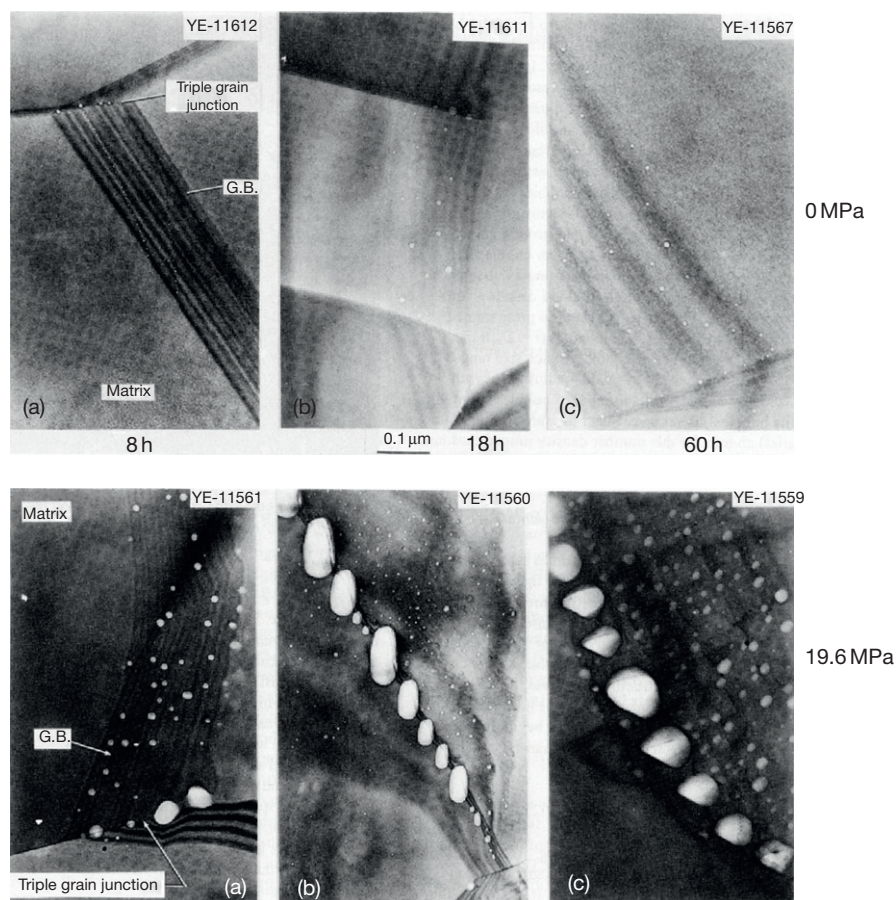 YE-11612
YE-11611
YE-11567
Triple grain
junction
G.B.
0 MPa
Matrix
(a)
(b)
(c)
8 h
0.1 μm
18 h
60 h
YE-11561
YE-11560
YE-11559
Matrix
19.6 MPa
G.B.
Triple grain junction
(a)
(b)
(c)